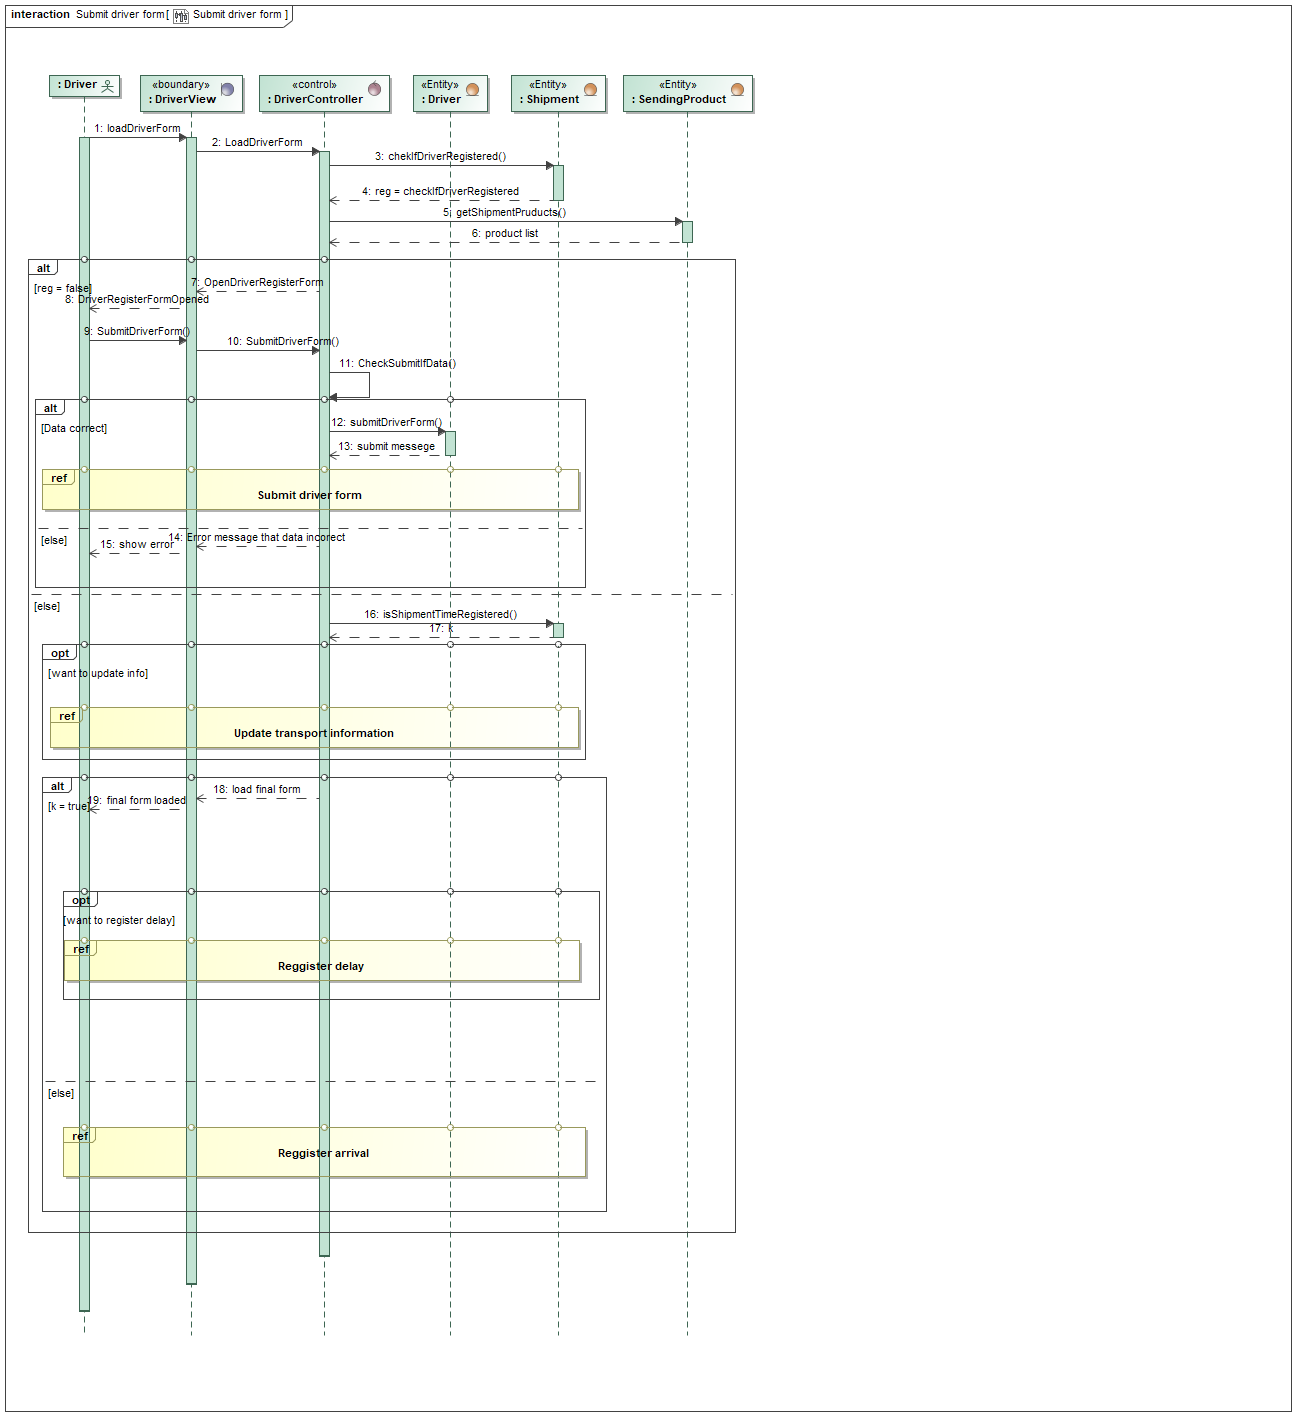 interaction Submit driver form [ Submit driver form ]
: Driver
«boundary»
: DriverView
«control»
: DriverController
«Entity»
: Driver
«Entity»
: Shipment
«Entity»
: SendingProduct
1: loadDriverForm
2: LoadDriverForm
3: chekIfDriverRegistered()
4: reg = checkIfDriverRegistered
5: getShipmentPruducts()
6: product list
alt
[reg = false]
7: OpenDriverRegisterForm
8: DriverRegisterFormOpened
9: SubmitDriverForm()
10: SubmitDriverForm()
11: CheckSubmitIfData()
alt
[Data correct]
12: submitDriverForm()
13: submit messege
ref
Submit driver form
[else]
14: Error message that data incorect
15: show error
[else]
16: isShipmentTimeRegistered()
17: k
opt
[want to update info]
ref
Update transport information
alt
[k = true]
18: load final form
19: final form loaded
opt
[want to register delay]
ref
Reggister delay
[else]
ref
Reggister arrival